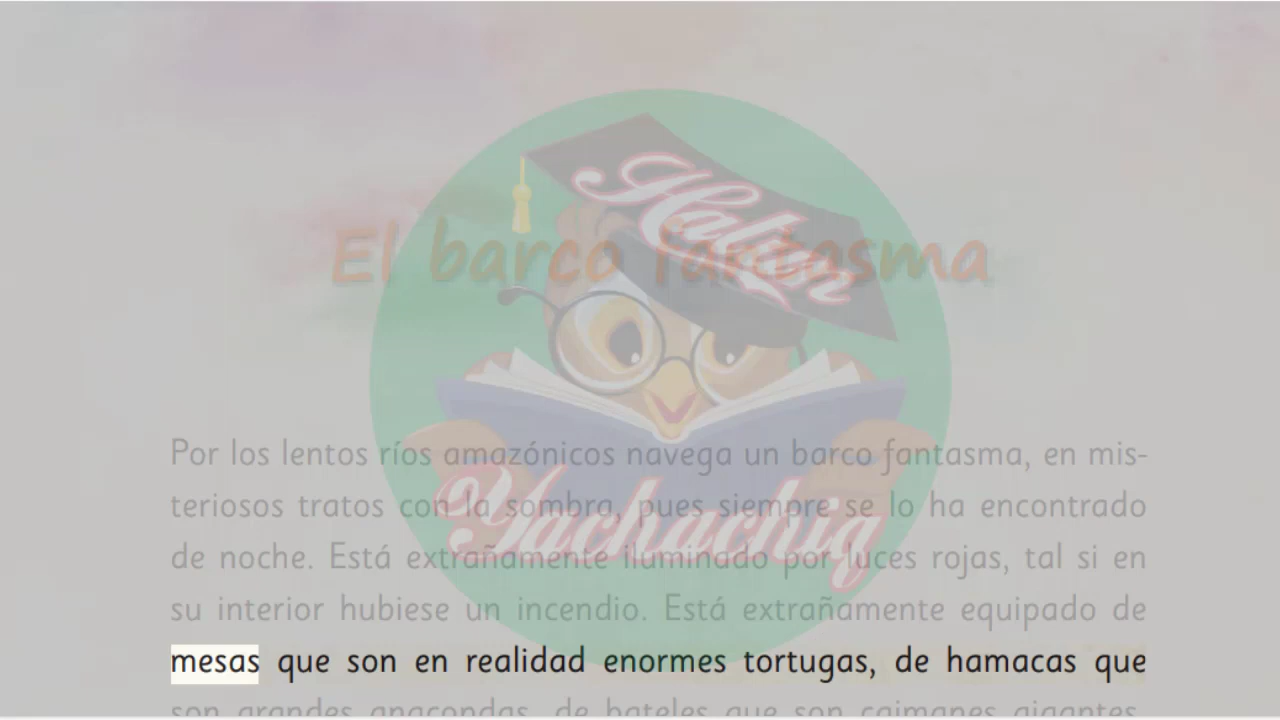 Hatun
El barco fantasma
Por los lentos ríos amazónicos navega un barco fantasma, en mis-
teriosos tratos con la sombra, pues siempre se lo ha encontrado
Yachachiq
de noche. Está extrañamente iluminado por luces rojas, tal si en
su interior hubiese un incendio. Está extrañamente equipado de
mesas que son en realidad enormes tortugas, de hamacas que
son grandes anacondas, de bateles que son caimanes gigantes.